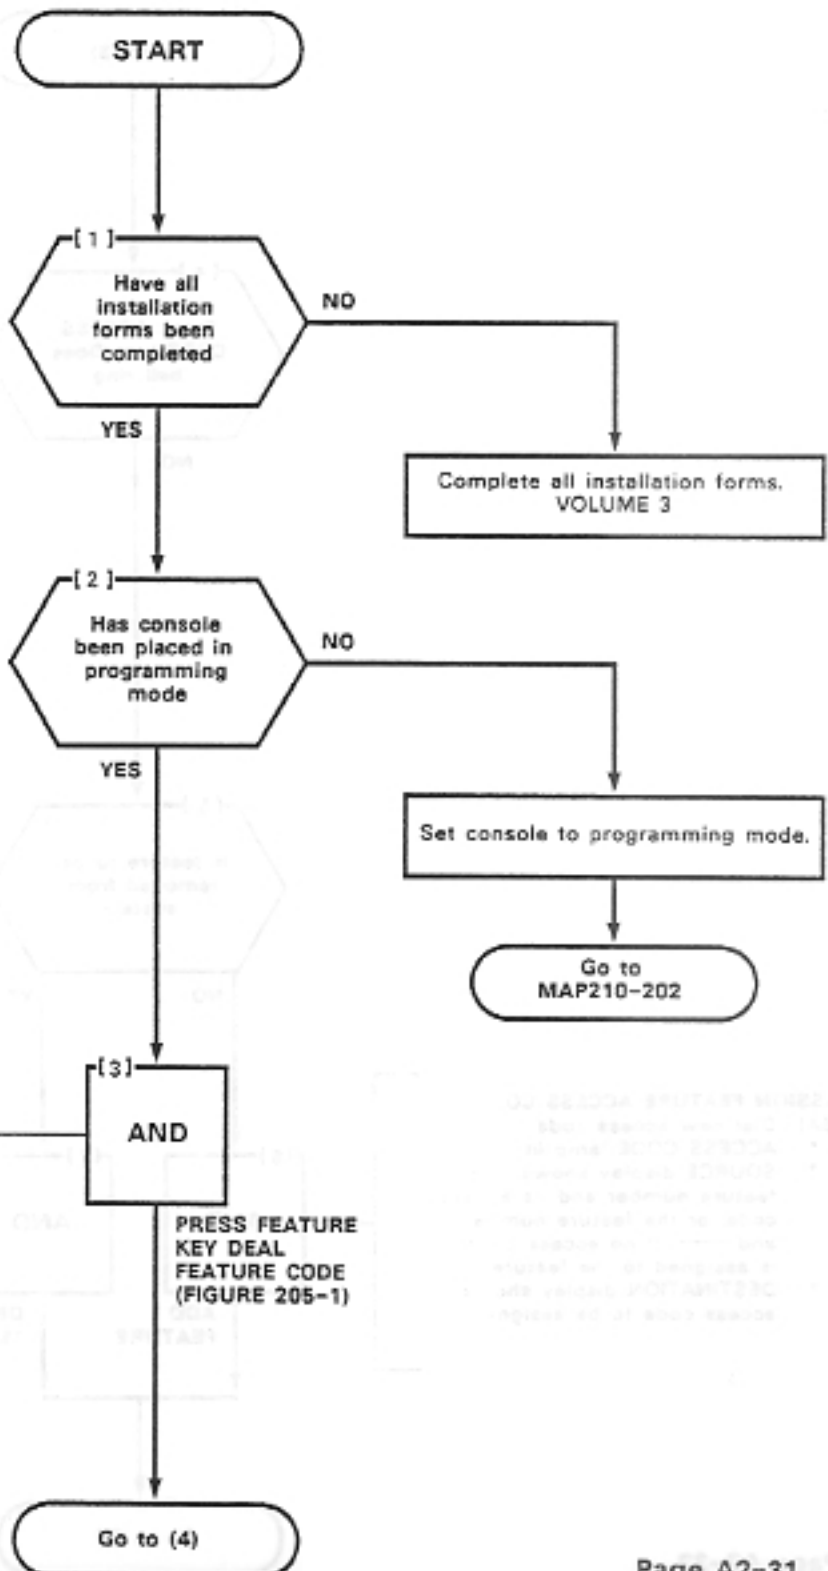 START
[1]
Have all
installation
forms been
completed
NO
YES
Complete all installation forms.
VOLUME 3
[2]
Has console
been placed in
programming
mode
NO
YES
Set console to programming mode.
Go to
MAP210-202
[3]
AND
PRESS FEATURE
KEY DEAL
FEATURE CODE
(FIGURE 205-1)
Go to (4)
Page A2-31